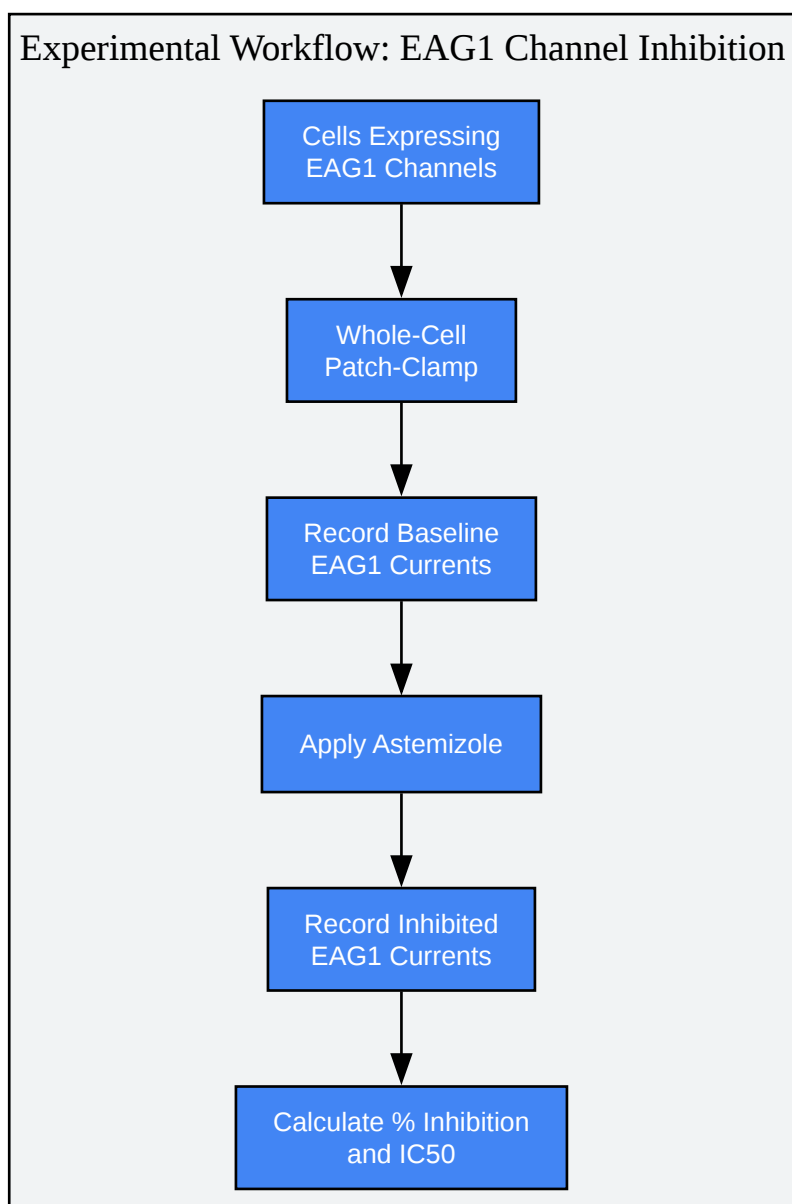 Experimental Workflow: EAG1 Channel Inhibition
Cells Expressing
EAG1 Channels
Whole-Cell
Patch-Clamp
Record Baseline
EAG1 Currents
Apply Astemizole
Record Inhibited
EAG1 Currents
Calculate % Inhibition
and IC50